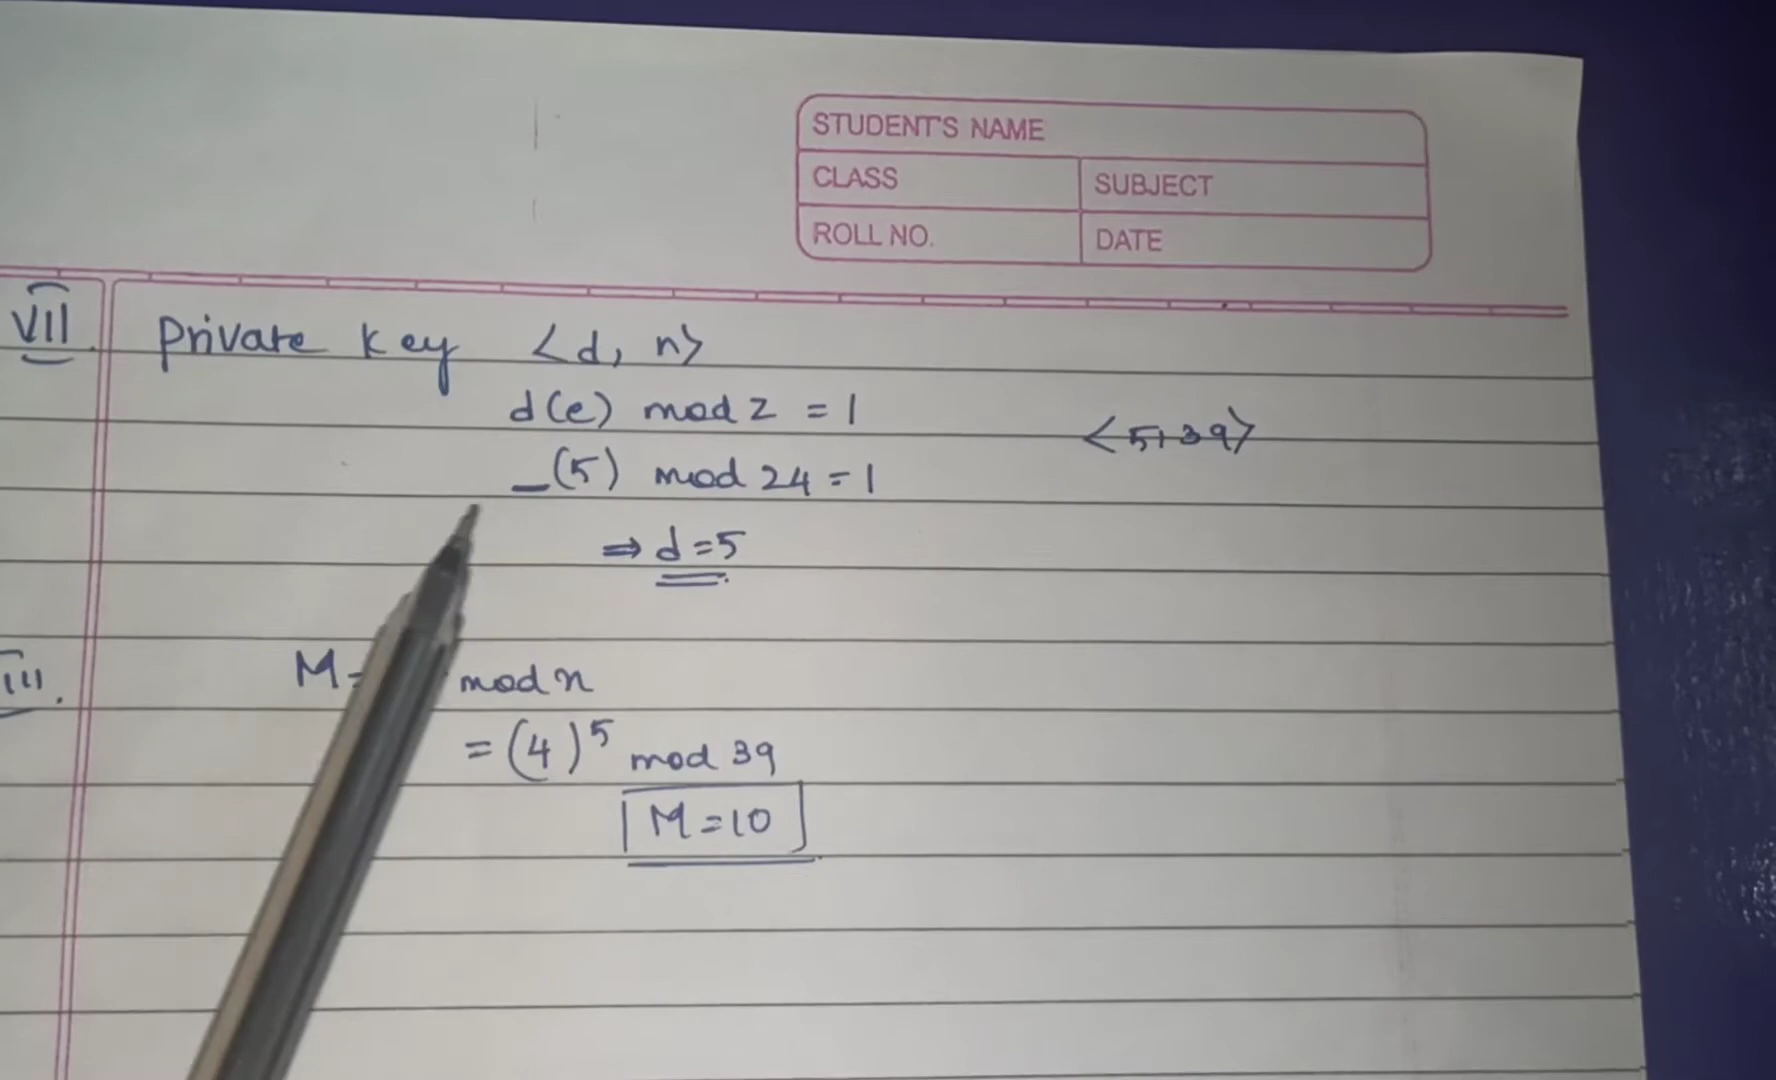 STUDENT'S NAME
CLASS SUBJECT
ROLL NO. DATE
VII. Private key <d, n>
d(e) mod z = 1
<5, 39>
_(5) mod 24 = 1
⇒ d = 5
III. M= mod n
= (4)^5 mod 39
M = 10